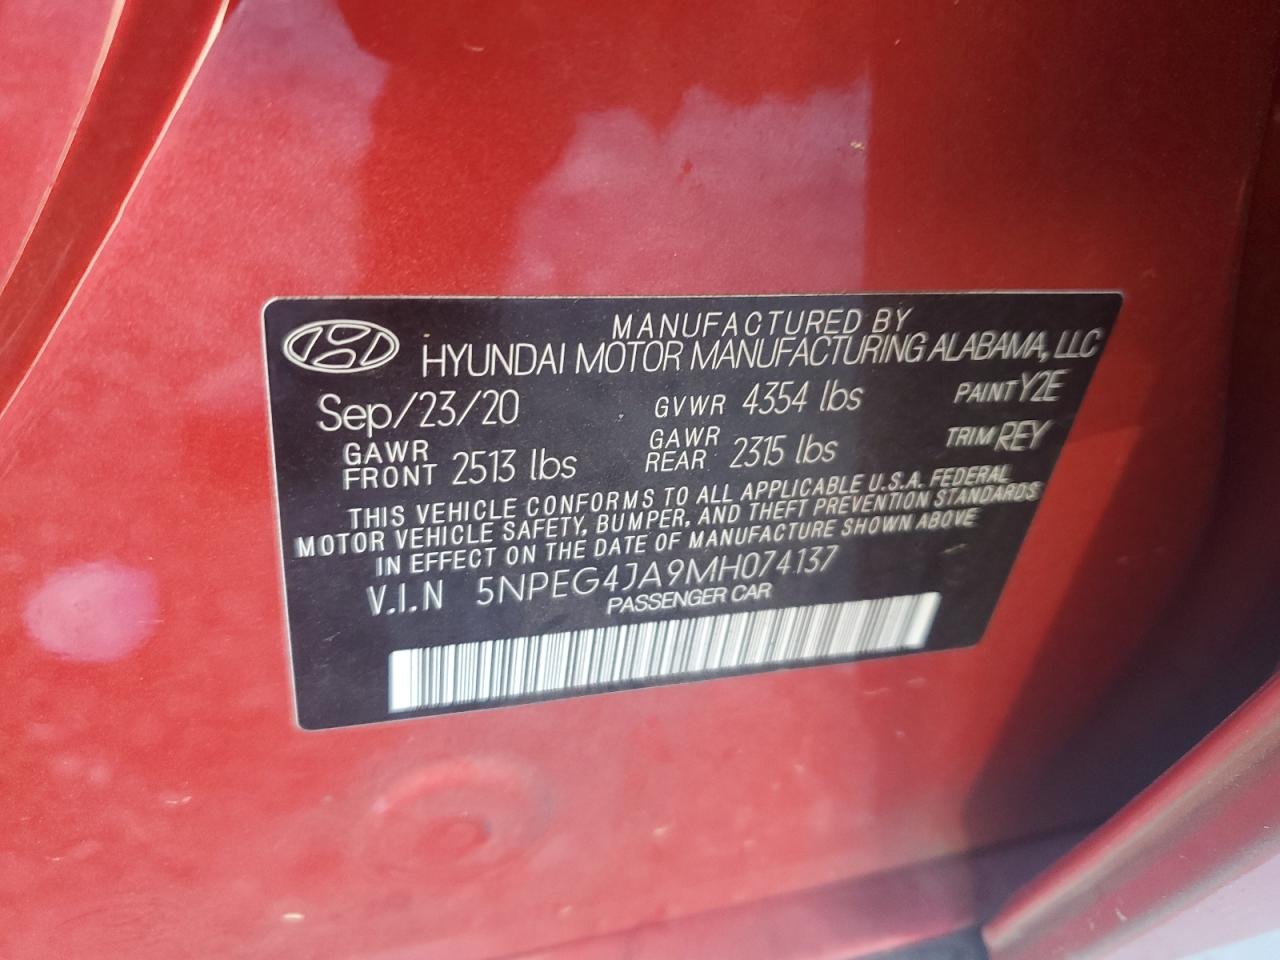 MANUFACTURED BY
HYUNDAI MOTOR MANUFACTURING ALABAMA, LLC
Sep/23/20 GVWR 4354 lbs PAINT Y2E
GAWR FRONT 2513 lbs GAWR REAR 2315 lbs TRIM REY
THIS VEHICLE CONFORMS TO ALL APPLICABLE U.S.A. FEDERAL
MOTOR VEHICLE SAFETY, BUMPER, AND THEFT PREVENTION STANDARDS
IN EFFECT ON THE DATE OF MANUFACTURE SHOWN ABOVE
V.I.N 5NPEG4JA9MH074137
PASSENGER CAR